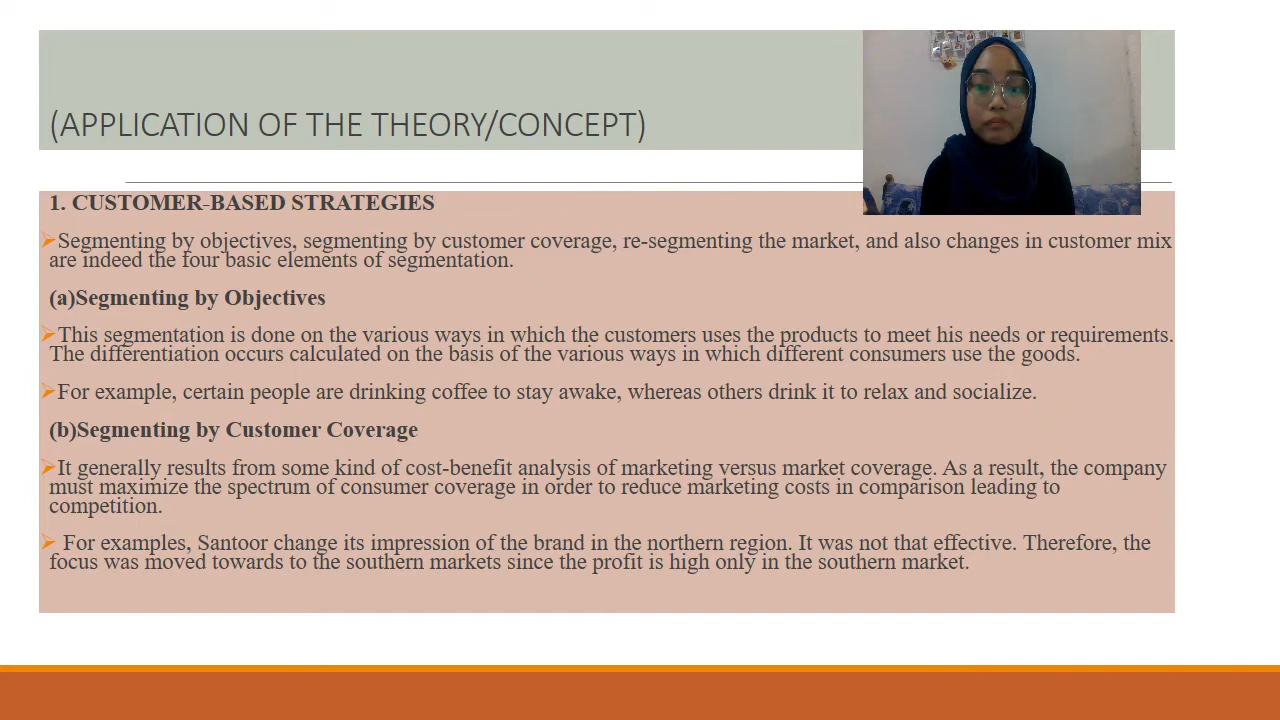 (APPLICATION OF THE THEORY/CONCEPT)
1. CUSTOMER-BASED STRATEGIES
Segmenting by objectives, segmenting by customer coverage, re-segmenting the market, and also changes in customer mix
are indeed the four basic elements of segmentation.
(a)Segmenting by Objectives
This segmentation is done on the various ways in which the customers uses the products to meet his needs or requirements.
The differentiation occurs calculated on the basis of the various ways in which different consumers use the goods.
For example, certain people are drinking coffee to stay awake, whereas others drink it to relax and socialize.
(b)Segmenting by Customer Coverage
It generally results from some kind of cost-benefit analysis of marketing versus market coverage. As a result, the company
must maximize the spectrum of consumer coverage in order to reduce marketing costs in comparison leading to
competition.
For examples, Santoor change its impression of the brand in the northern region. It was not that effective. Therefore, the
focus was moved towards to the southern markets since the profit is high only in the southern market.